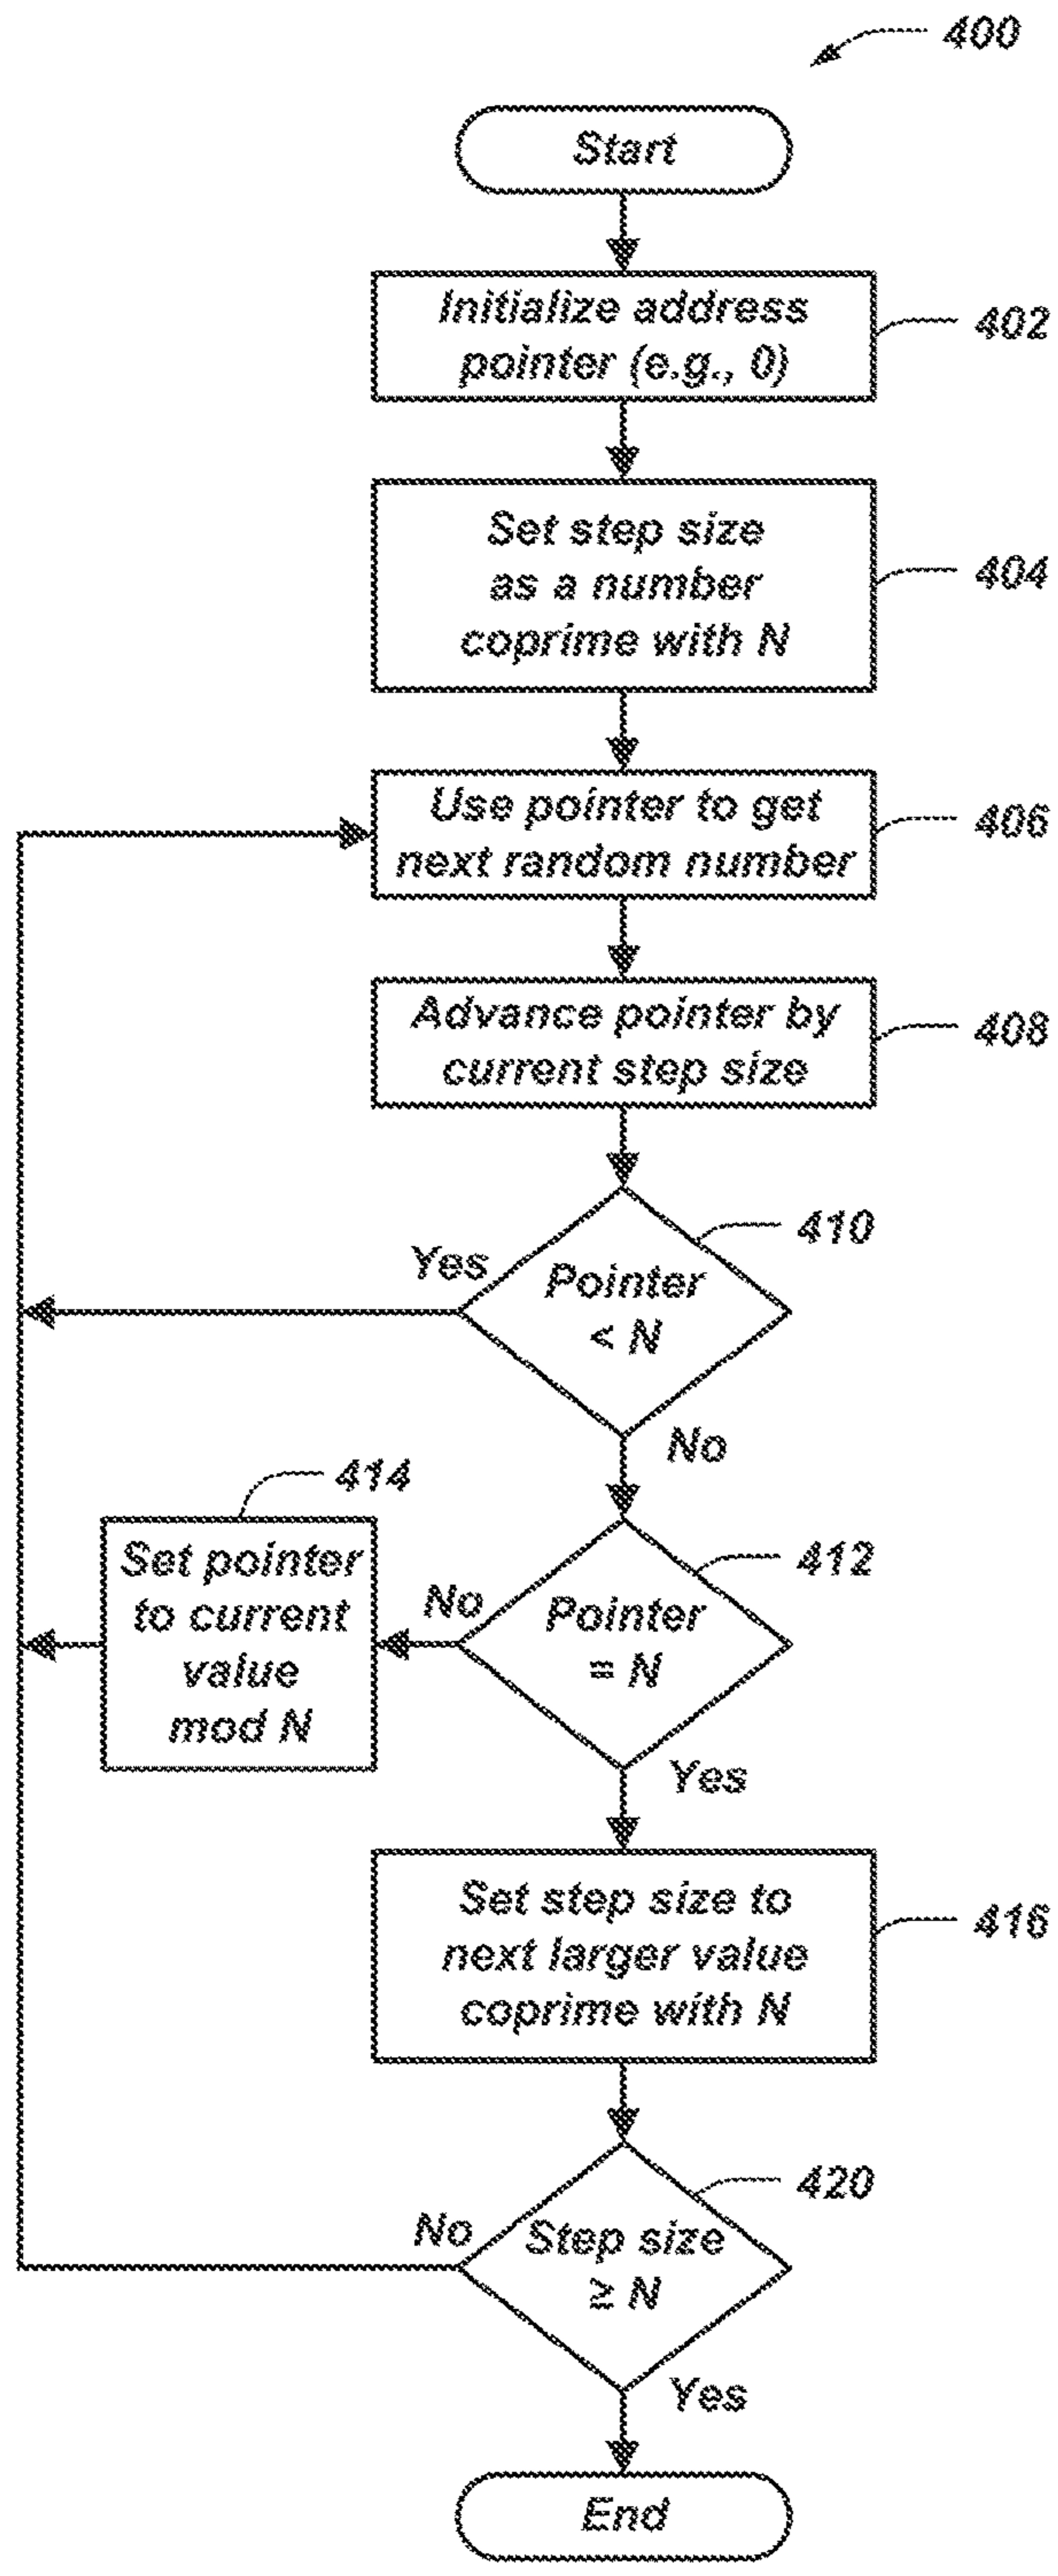 400
Start
Initialize address
pointer (e.g., 0)
402
Set step size
as a number
coprime with N
404
Use pointer to get
next random number
406
Advance pointer by
current step size
408
410
Yes
Pointer
< N
No
414
412
Set pointer
to current
value
mod N
No
Pointer
= N
Yes
Set step size to
next larger value
coprime with N
416
420
No
Step size
≥ N
Yes
End